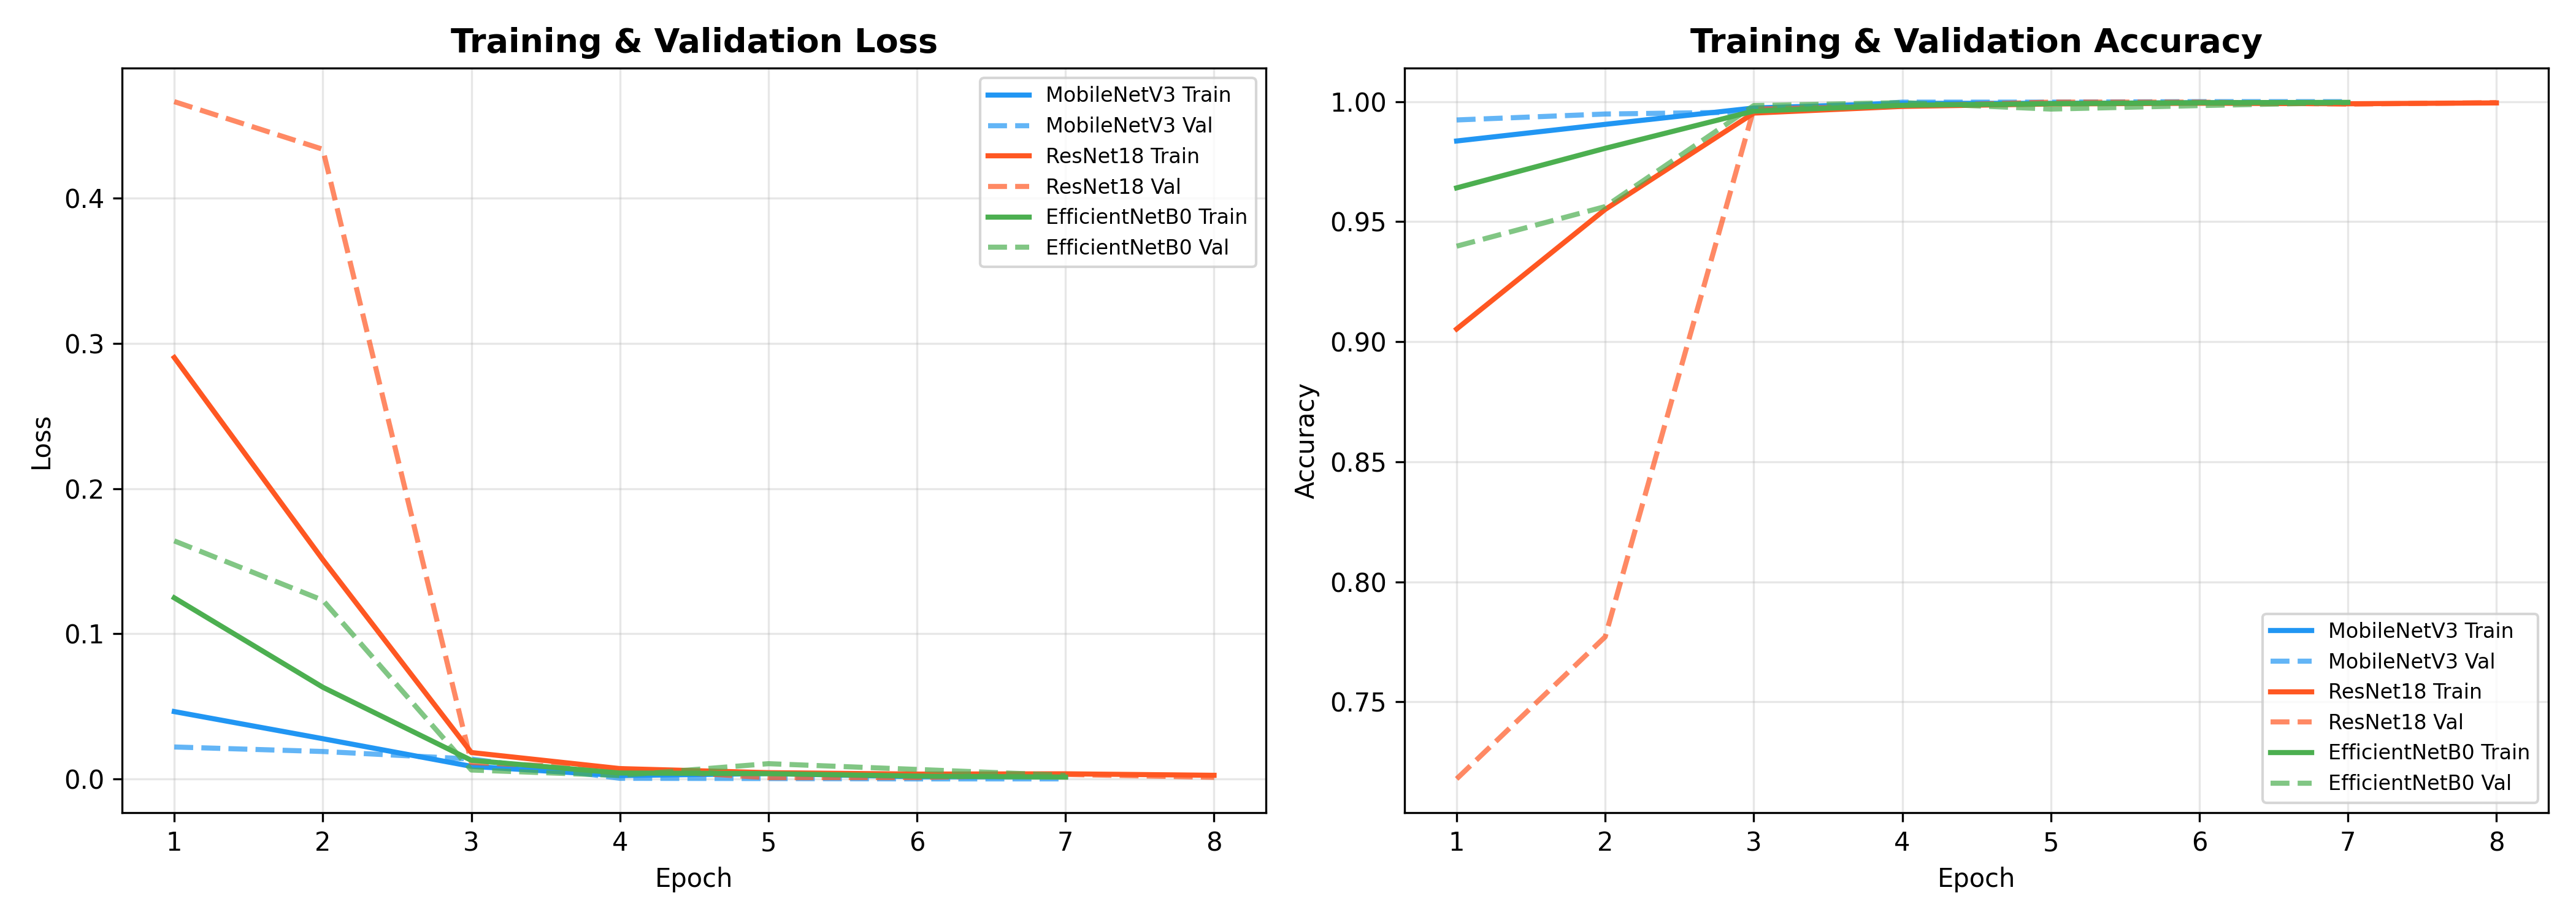 Training & Validation Loss
Loss
0.4
0.3
0.2
0.1
0.0
MobileNetV3 Train
MobileNetV3 Val
ResNet18 Train
ResNet18 Val
EfficientNetB0 Train
EfficientNetB0 Val
1 2 3 4 5 6 7 8
Epoch
Training & Validation Accuracy
Accuracy
1.00
0.95
0.90
0.85
0.80
0.75
MobileNetV3 Train
MobileNetV3 Val
ResNet18 Train
ResNet18 Val
EfficientNetB0 Train
EfficientNetB0 Val
1 2 3 4 5 6 7 8
Epoch